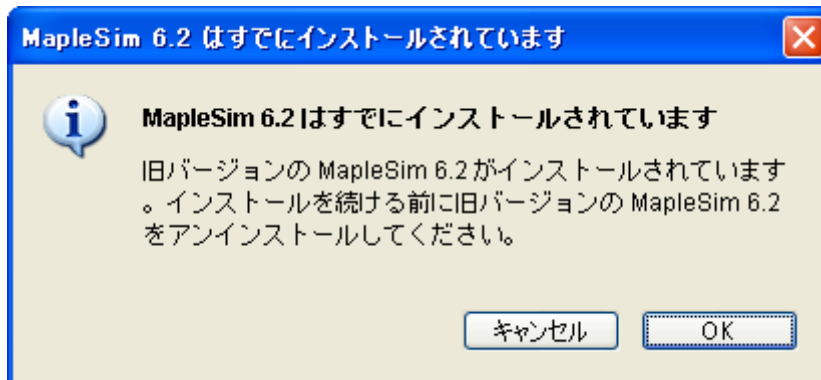 MapleSim 6.2 はすでにインストールされています
MapleSim 6.2 はすでにインストールされています
旧バージョンの MapleSim 6.2 がインストールされています
。インストールを続ける前に旧バージョンの MapleSim 6.2
をアンインストールしてください。
キャンセル
OK